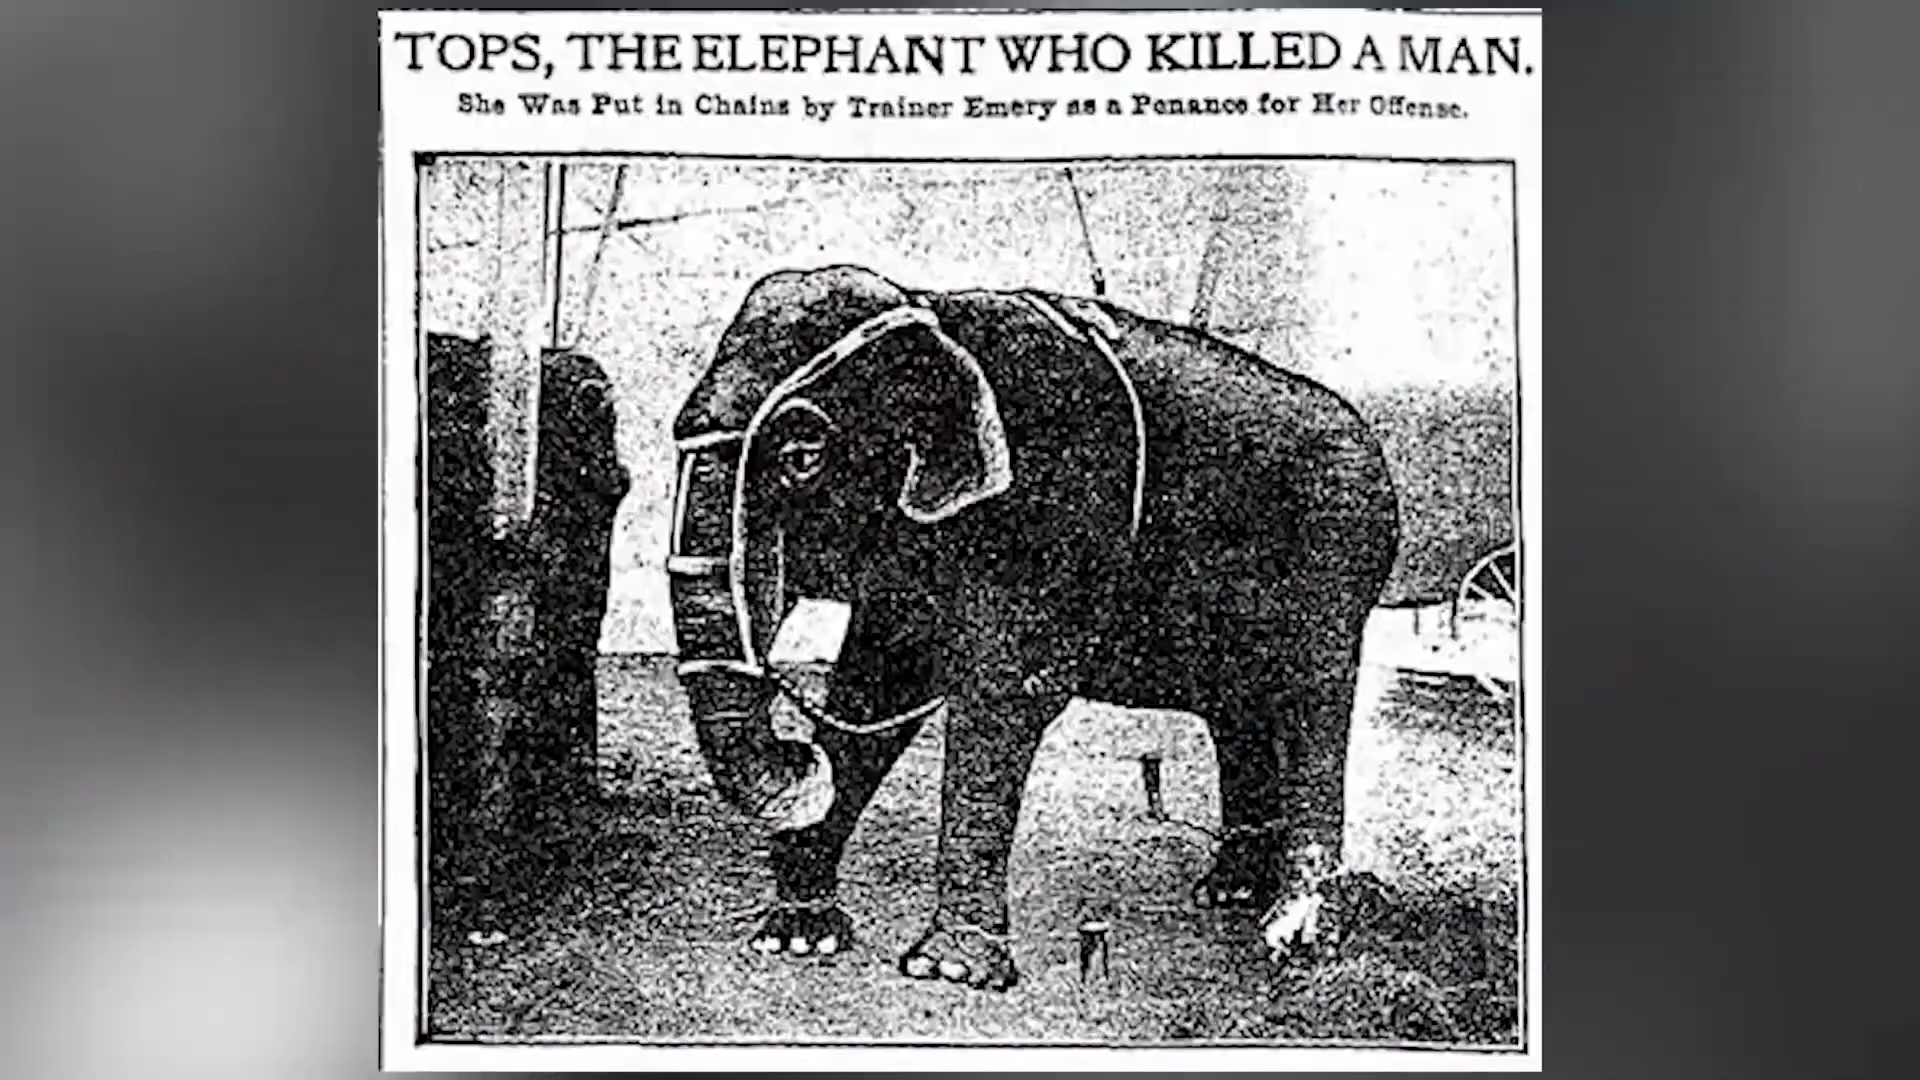 TOPS, THE ELEPHANT WHO KILLED A MAN.
She Was Put in Chains by Trainer Emery as a Penance for Her Offense.